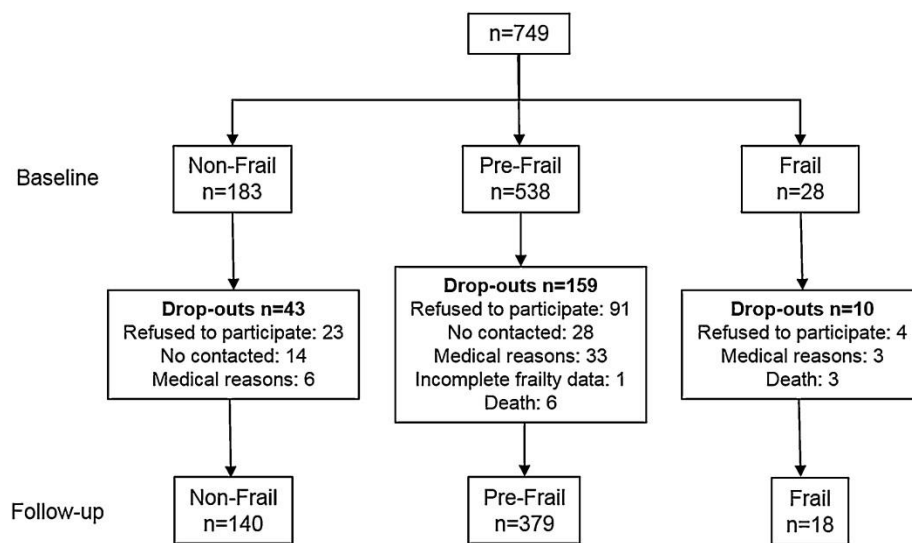 n=749
Baseline
Non-Frail
n=183
Pre-Frail
n=538
Frail
n=28
Drop-outs n=43
Refused to participate: 23
No contacted: 14
Medical reasons: 6
Drop-outs n=159
Refused to participate: 91
No contacted: 28
Medical reasons: 33
Incomplete frailty data: 1
Death: 6
Drop-outs n=10
Refused to participate: 4
Medical reasons: 3
Death: 3
Follow-up
Non-Frail
n=140
Pre-Frail
n=379
Frail
n=18